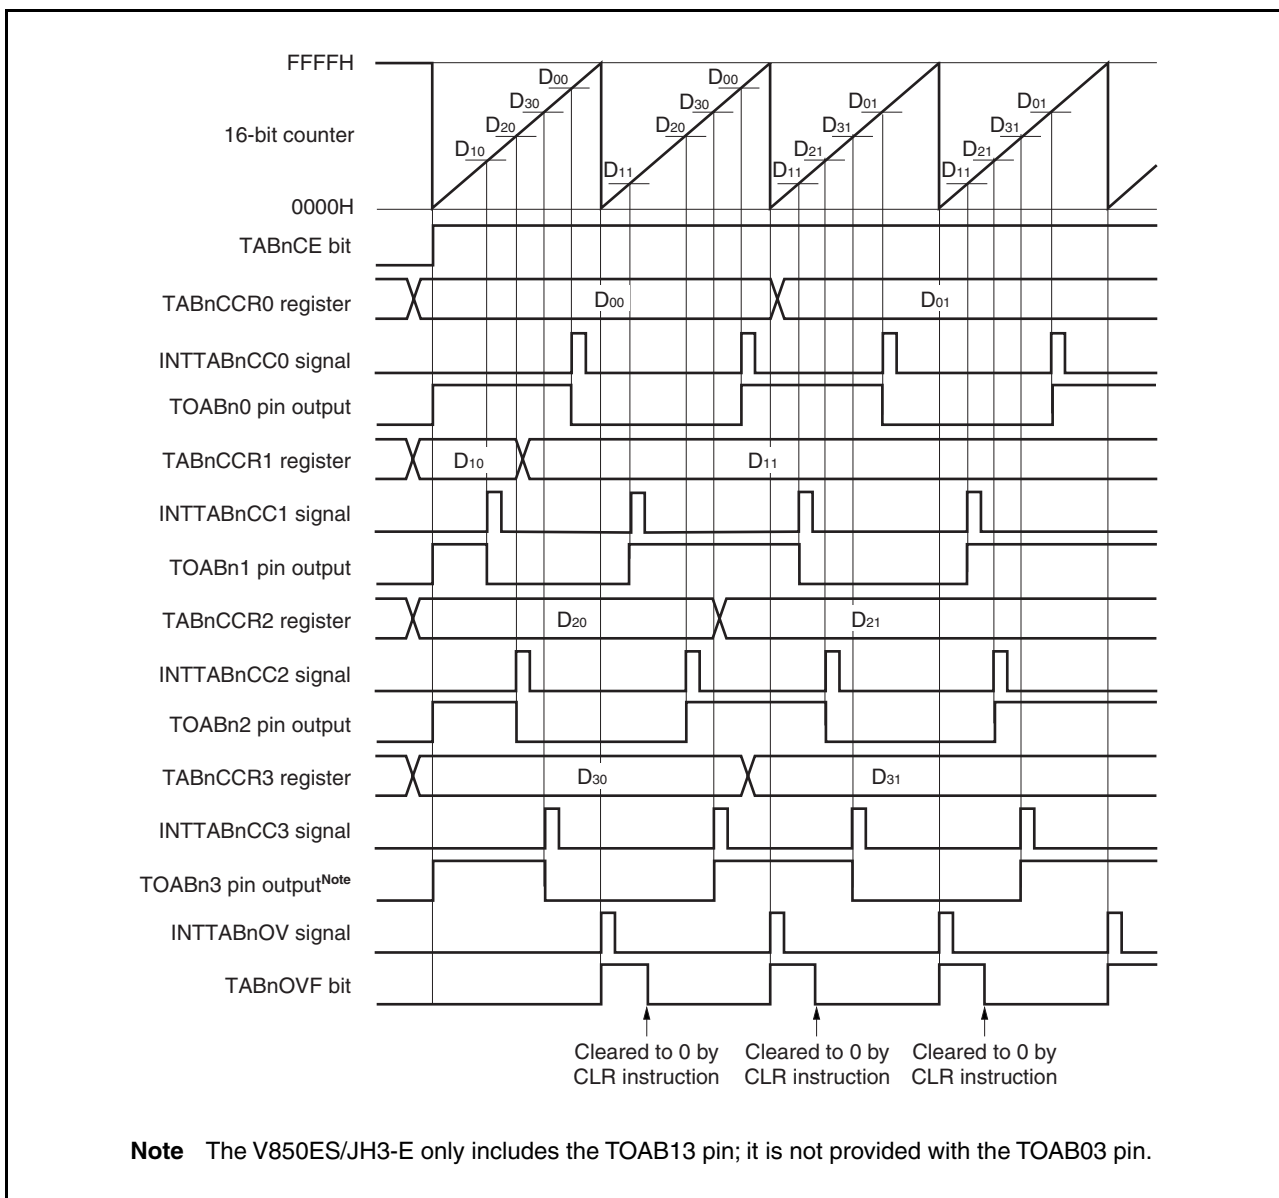 FFFFH
D00 D00
D30 D30 D01 D01
16-bit counter
D20 D20 D31 D31
D10 D21 D21
D11 D11 D11
0000H
TABnCE bit
TABnCCR0 register D00 D01
INTTABnCC0 signal
TOABn0 pin output
TABnCCR1 register D10 D11
INTTABnCC1 signal
TOABn1 pin output
TABnCCR2 register D20 D21
INTTABnCC2 signal
TOABn2 pin output
TABnCCR3 register D30 D31
INTTABnCC3 signal
TOABn3 pin outputNote
INTTABnOV signal
TABnOVF bit
Cleared to 0 by Cleared to 0 by Cleared to 0 by
CLR instruction CLR instruction CLR instruction
Note The V850ES/JH3-E only includes the TOAB13 pin; it is not provided with the TOAB03 pin.